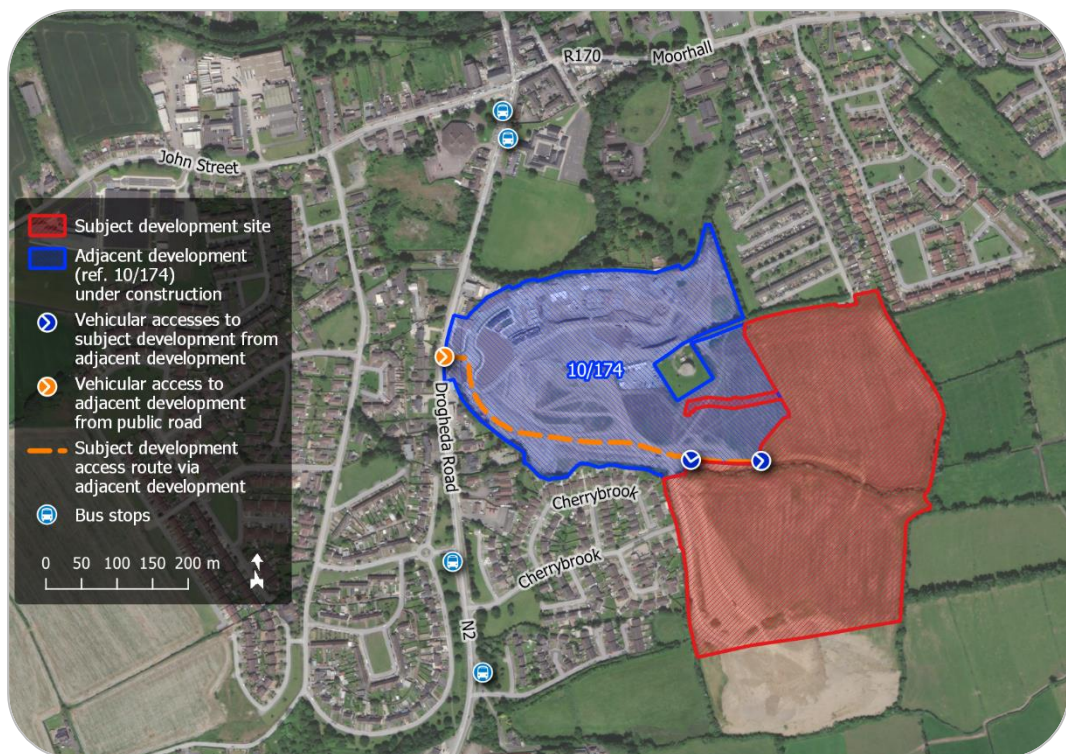 R170
Moorhall
John Street
Subject development site
Adjacent development
(ref. 10/174)
under construction
Vehicular accesses to
subject development from
adjacent development
Vehicular access to
adjacent development
from public road
Subject development
access route via
adjacent development
Bus stops
0 50 100 150 200 m
10/174
Drogheda Road
Cherrybrook
Cherrybrook
N2